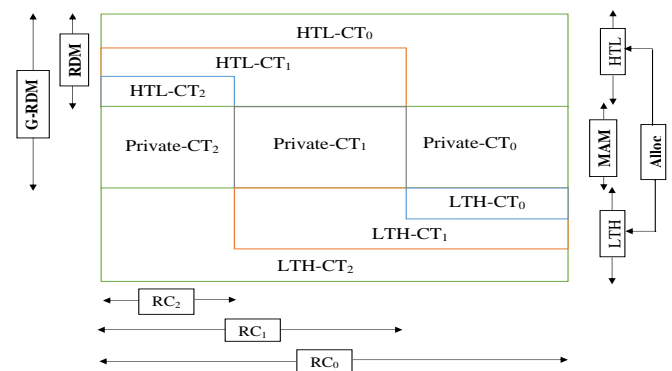 HTL-CT₀
HTL-CT₁
HTL-CT₂
Private-CT₂ Private-CT₁ Private-CT₀
LTH-CT₀
LTH-CT₁
LTH-CT₂
RC₂
RC₁
RC₀
G-RDM
RDM
HTL
MAM
LTH
Alloc